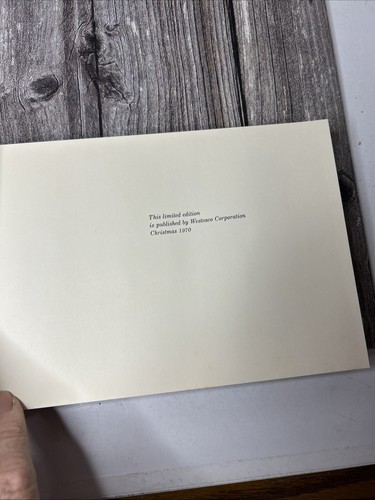 This limited edition
is published by Westvaco Corporation
Christmas 1970